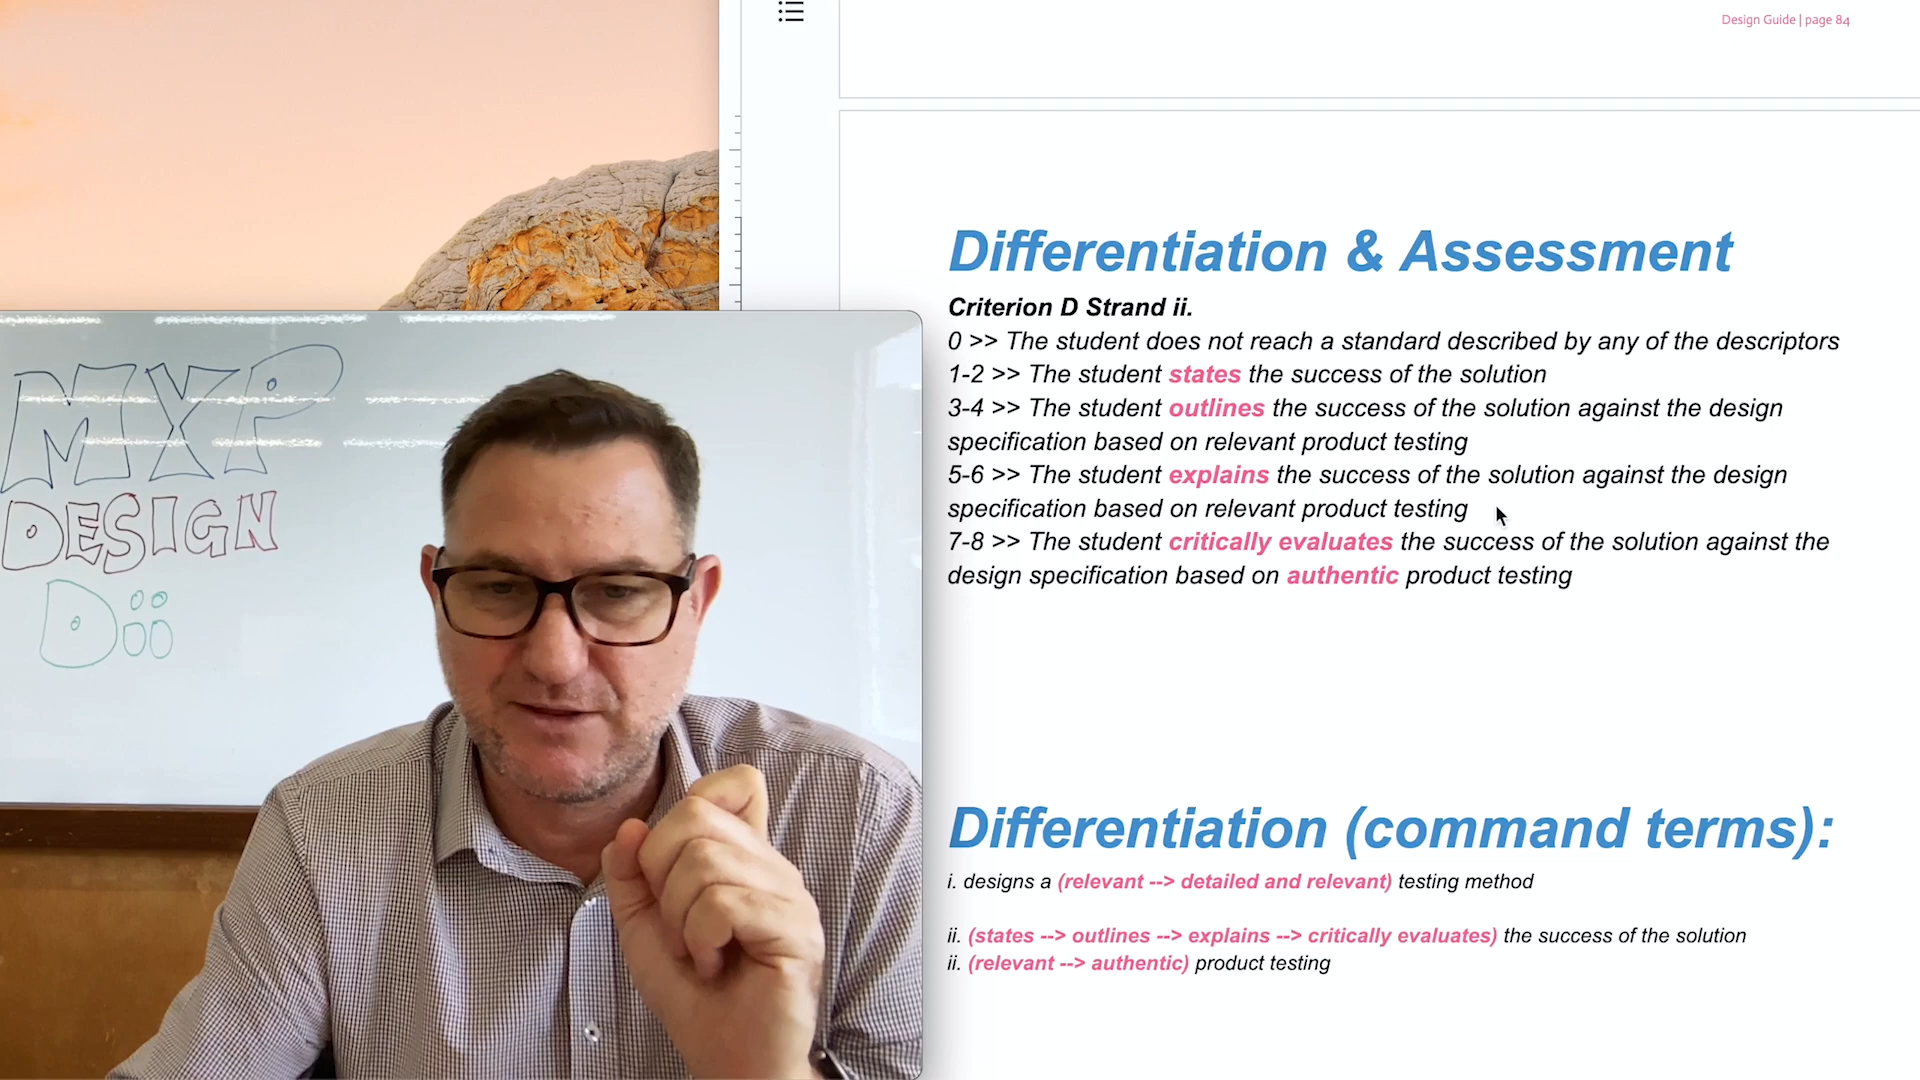 Design Guide | page 84
Differentiation & Assessment
Criterion D Strand ii.
0 >> The student does not reach a standard described by any of the descriptors
1-2 >> The student states the success of the solution
3-4 >> The student outlines the success of the solution against the design
specification based on relevant product testing
5-6 >> The student explains the success of the solution against the design
specification based on relevant product testing
7-8 >> The student critically evaluates the success of the solution against the
design specification based on authentic product testing
MYP
DESIGN
Dii
Differentiation (command terms):
i. designs a (relevant --> detailed and relevant) testing method
ii. (states --> outlines --> explains --> critically evaluates) the success of the solution
ii. (relevant --> authentic) product testing